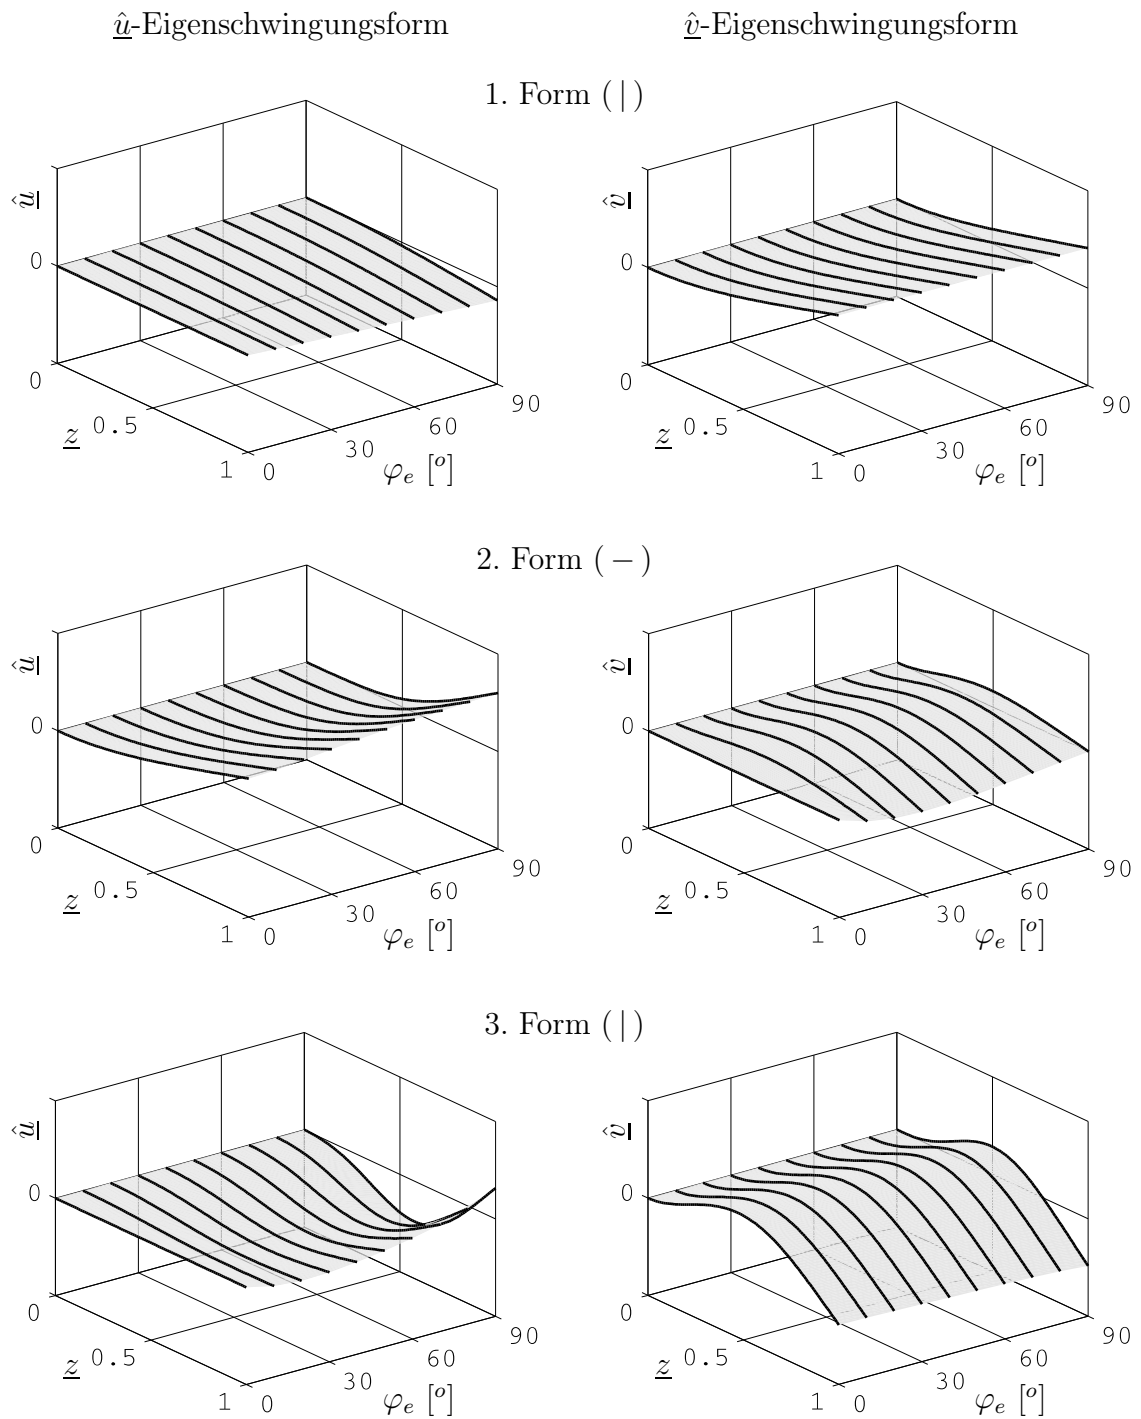 û-Eigenschwingungsform v̂-Eigenschwingungsform
1. Form ( | )
û v̂
0 0
0 0
z 0.5 z 0.5
1 1
0 30 60 90 0 30 60 90
φe [o] φe [o]
2. Form ( − )
û v̂
0 0
0 0
z 0.5 z 0.5
1 1
0 30 60 90 0 30 60 90
φe [o] φe [o]
3. Form ( | )
û v̂
0 0
0 0
z 0.5 z 0.5
1 1
0 30 60 90 0 30 60 90
φe [o] φe [o]